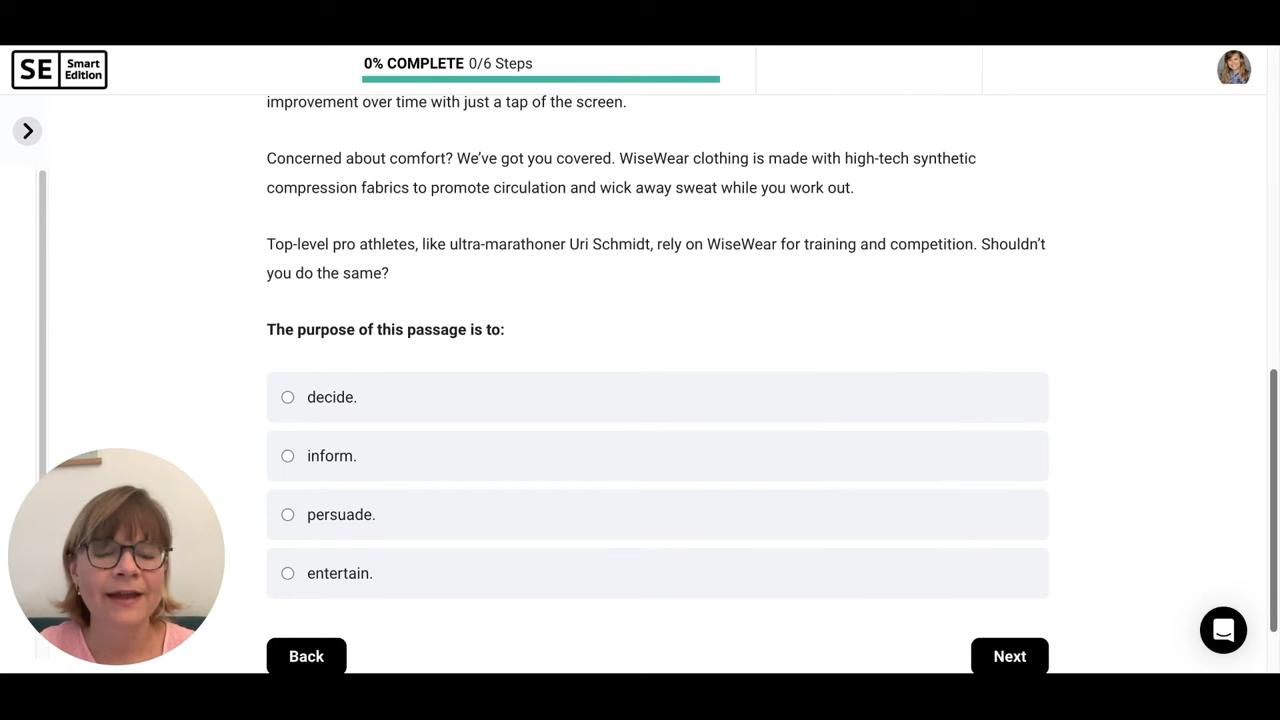 SE Smart Edition
0% COMPLETE 0/6 Steps
improvement over time with just a tap of the screen.
Concerned about comfort? We’ve got you covered. WiseWear clothing is made with high-tech synthetic
compression fabrics to promote circulation and wick away sweat while you work out.
Top-level pro athletes, like ultra-marathoner Uri Schmidt, rely on WiseWear for training and competition. Shouldn’t
you do the same?
The purpose of this passage is to:
decide.
inform.
persuade.
entertain.
Back
Next